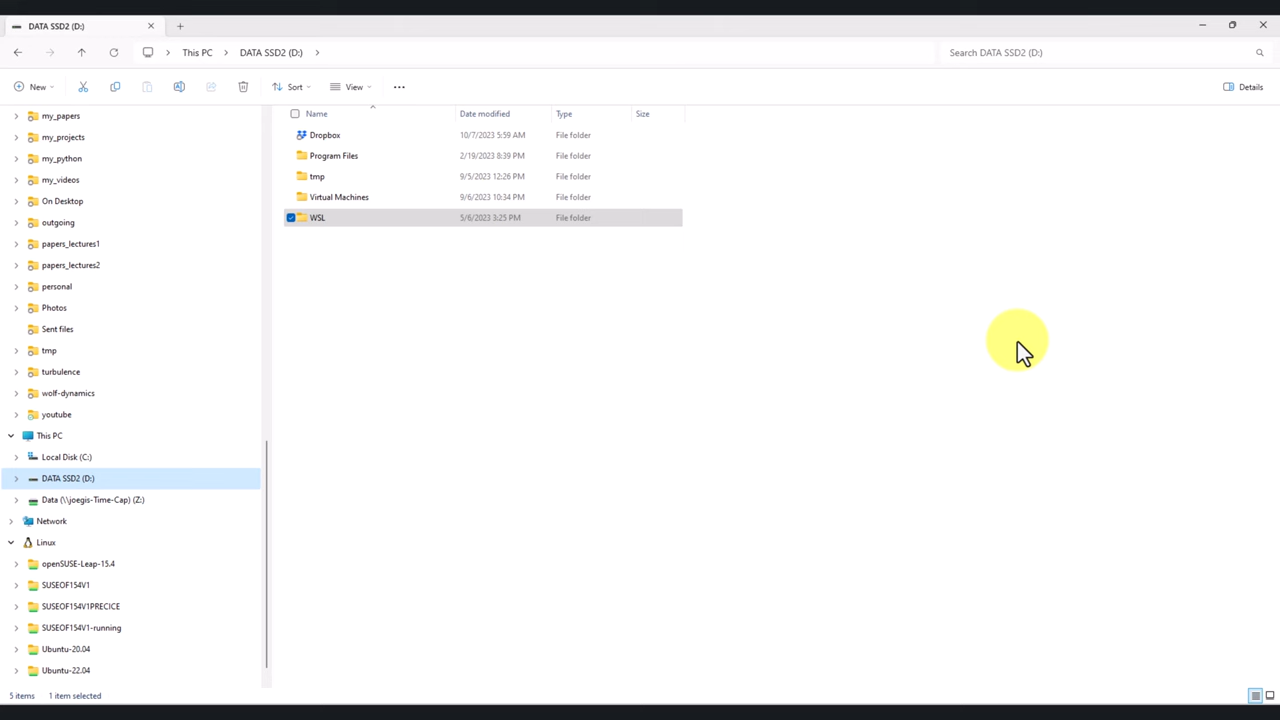 DATA SSD2 (D:)
This PC
DATA SSD2 (D:)
Search DATA SSD2 (D:)
New
Sort
View
Details
my_papers
my_projects
my_python
my_videos
On Desktop
outgoing
papers_lectures1
papers_lectures2
personal
Photos
Sent files
tmp
turbulence
wolf-dynamics
youtube
This PC
Local Disk (C:)
DATA SSD2 (D:)
Data (\\joegis-Time-Cap) (Z:)
Network
Linux
openSUSE-Leap-15.4
SUSEOF154V1
SUSEOF154V1PRECICE
SUSEOF154V1-running
Ubuntu-20.04
Ubuntu-22.04
Name Date modified Type Size
Dropbox 10/7/2023 5:59 AM File folder
Program Files 2/19/2023 8:39 PM File folder
tmp 9/5/2023 12:26 PM File folder
Virtual Machines 9/6/2023 10:34 PM File folder
WSL 5/6/2023 3:25 PM File folder
5 items 1 item selected